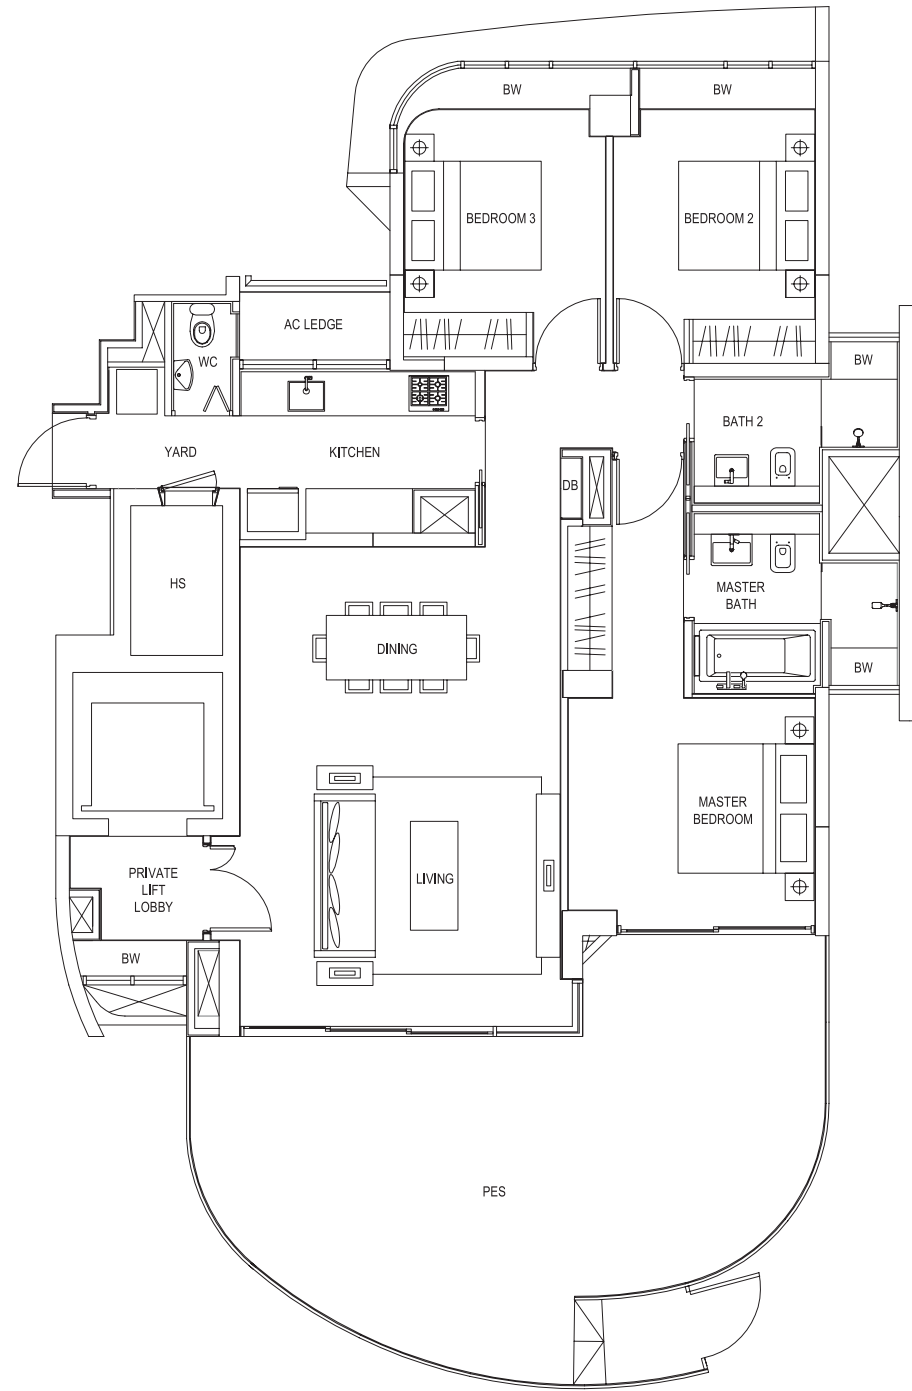 BW
BW
BEDROOM 3
BEDROOM 2
AC LEDGE
WC
BW
BATH 2
YARD
KITCHEN
DB
HS
MASTER
BATH
DINING
BW
MASTER
BEDROOM
PRIVATE
LIFT
LOBBY
LIVING
BW
PES